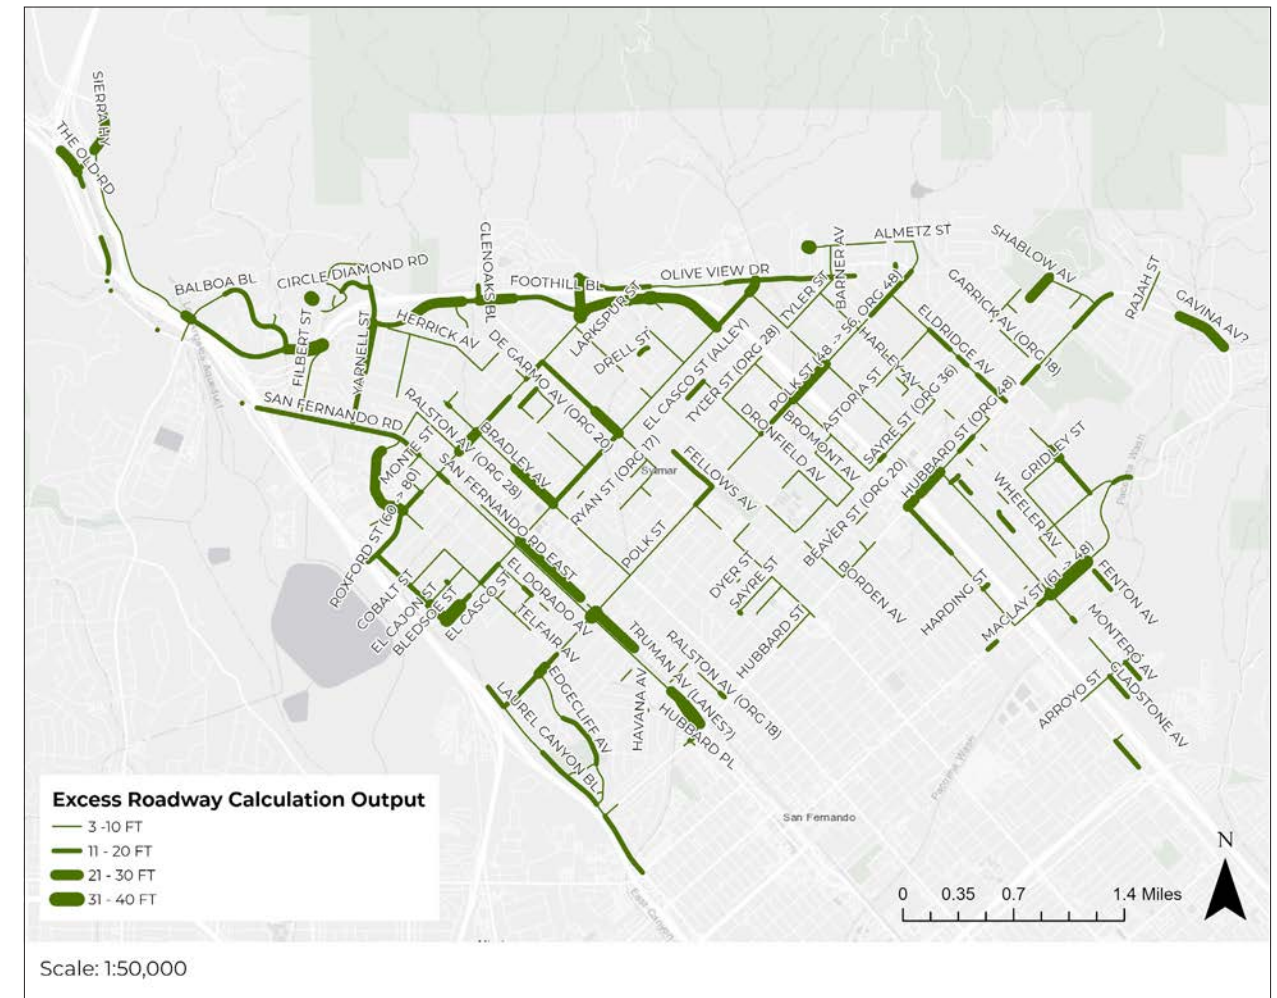 SIERRA HY
THE OLD RD
BALBOA BL
CIRCLE DIAMOND RD
GLENOAKS BL
FOOTHILL BL
OLIVE VIEW DR
BARNER AV
ALMETZ ST
SHABLOW AV
RAJAH ST
GAVINA AV?
FILBERT ST
YARNELL ST
HERRICK AV
DE GARMO AV (ORG 20)
LARKSPUR ST
DRELL ST
TYLER ST
EL CASCO ST (ALLEY)
TYLER ST (ORG 28)
POLK ST (48 -> 56, ORG 48)
HARLEY AV
ELDRIDGE AV
GARRICK AV (ORG 18)
ASTORIA ST
SAYRE ST (ORG 36)
HUBBARD ST (ORG 48)
DRONFIELD AV
BROMONT AV
SAN FERNANDO RD
MONTE ST
RALSTON AV (ORG 28)
BRADLEY AV
RYAN ST (ORG 17)
Sylmar
FELLOWS AV
BEAVER ST (ORG 20)
GRIDLEY ST
WHEELER AV
Pacoima Wash
ROXFORD ST (60 -> 80)
SAN FERNANDO RD EAST
POLK ST
COBALT ST
EL CAJON ST
BLEDSOE ST
EL CASCO ST
EL DORADO AV
TELFAIR AV
DYER ST
SAYRE ST
HUBBARD ST
BORDEN AV
HARDING ST
MACLAY ST (61 -> 48)
FENTON AV
MONTERO AV
GLADSTONE AV
ARROYO ST
TRUMAN AV (LANES?)
RALSTON AV (ORG 18)
HAVANA AV
HUBBARD PL
EDGECLIFF AV
LAUREL CANYON BL
Pacoima Wash
San Fernando
Excess Roadway Calculation Output
3 -10 FT
11 - 20 FT
21 - 30 FT
31 - 40 FT
N
0 0.35 0.7 1.4 Miles
Scale: 1:50,000